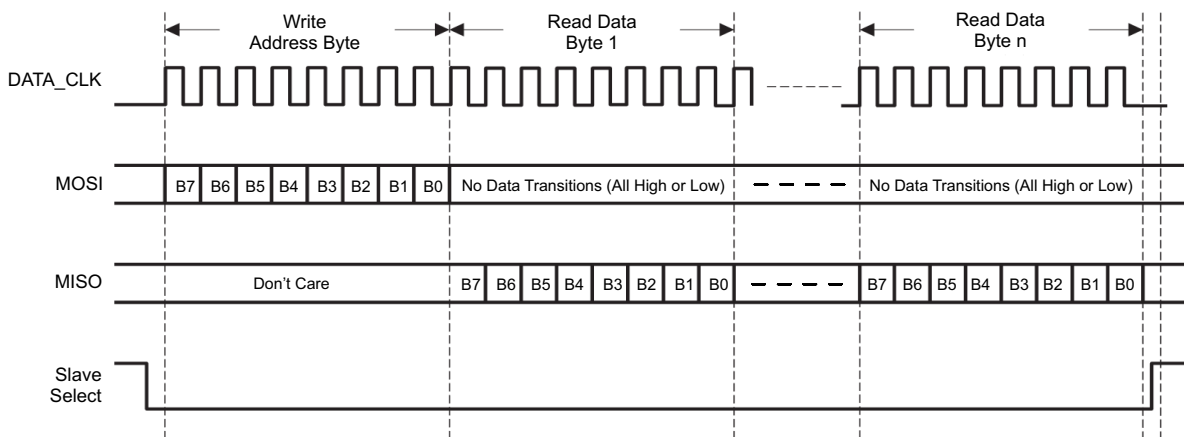 Write
Address Byte
Read Data
Byte 1
Read Data
Byte n
DATA_CLK
MOSI
B7 B6 B5 B4 B3 B2 B1 B0 No Data Transitions (All High or Low) No Data Transitions (All High or Low)
MISO
Don't Care B7 B6 B5 B4 B3 B2 B1 B0 B7 B6 B5 B4 B3 B2 B1 B0
Slave
Select